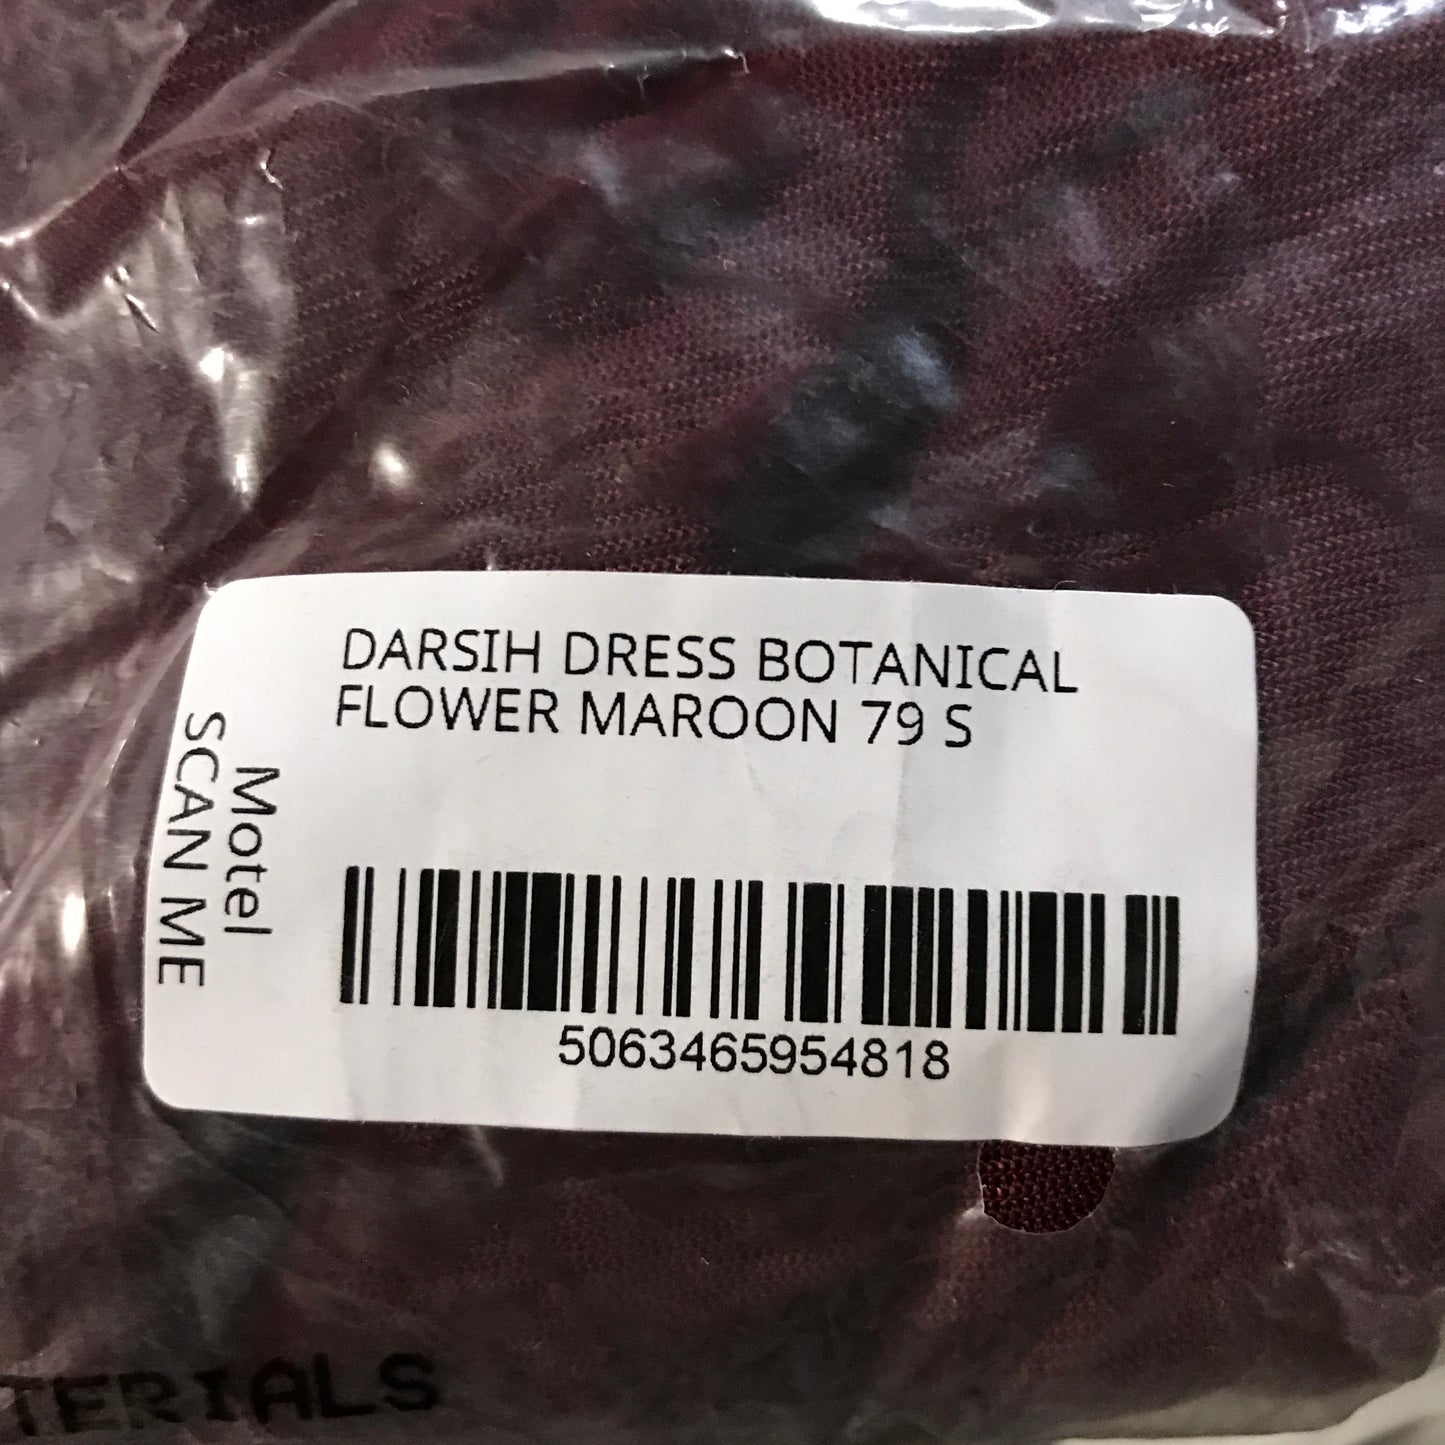 DARSIH DRESS BOTANICAL
FLOWER MAROON 79 S
Motel
SCAN ME
5063465954818
TERIALS